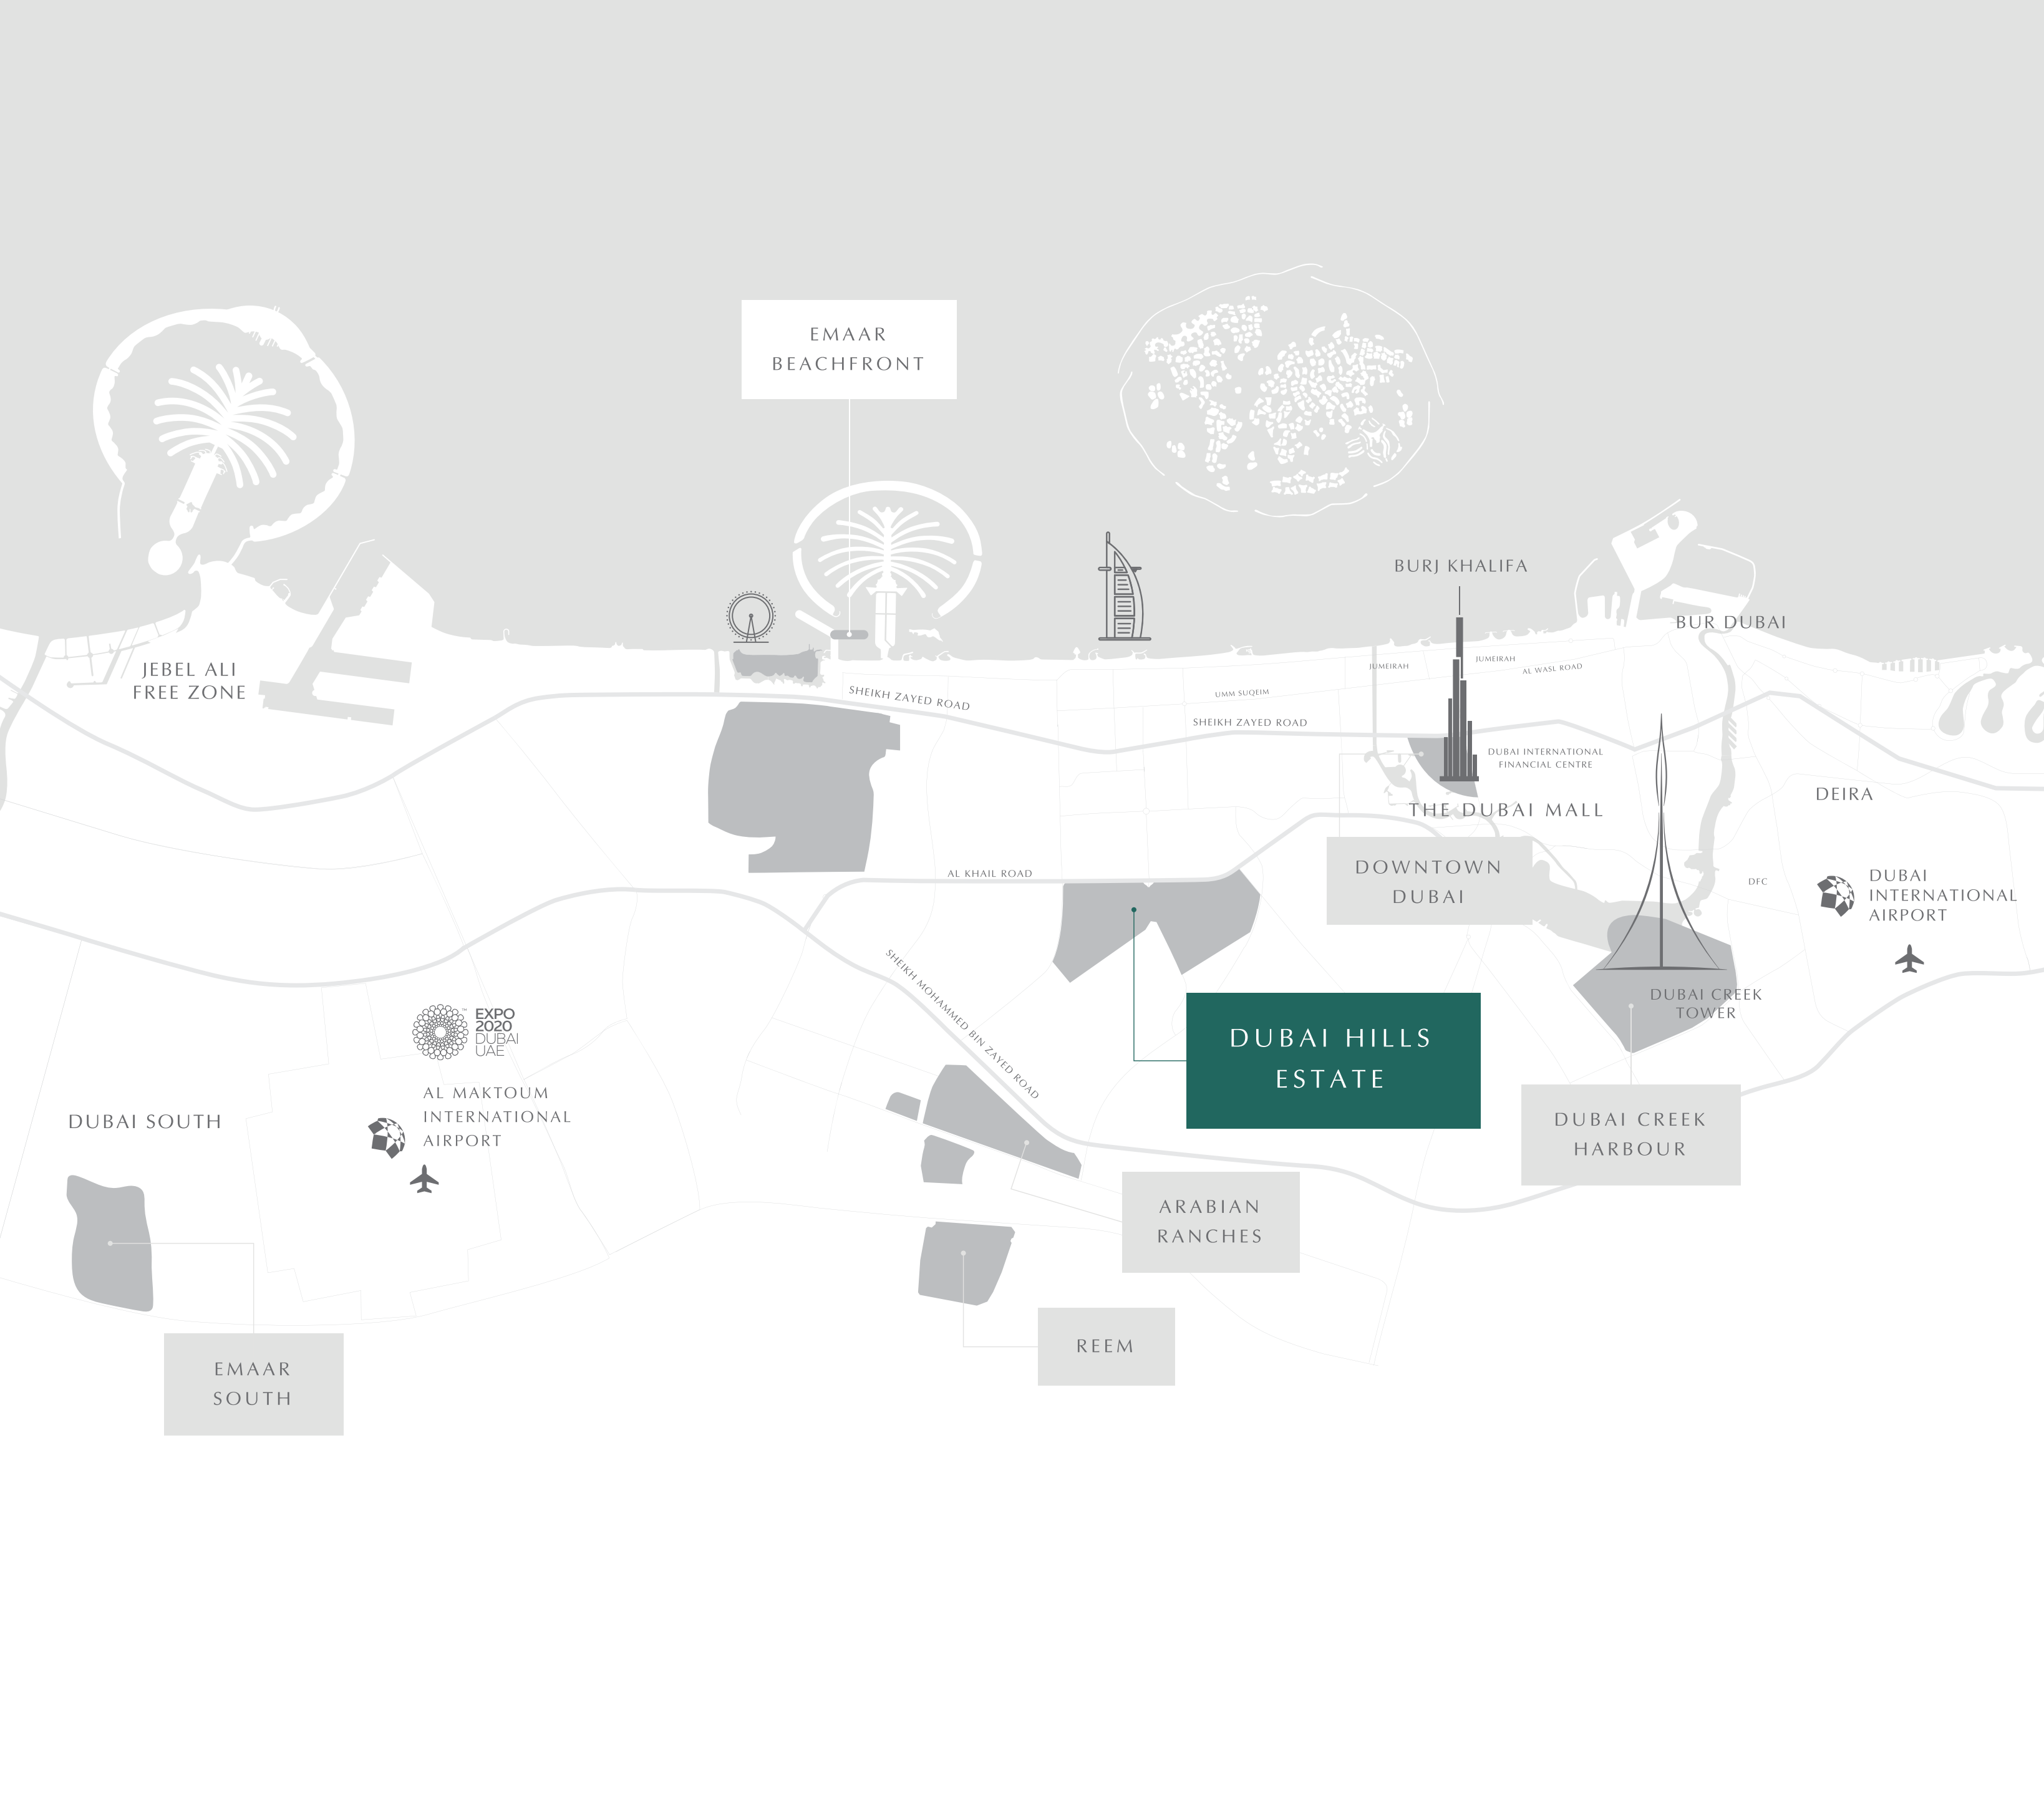 EMAAR
BEACHFRONT
BURJ KHALIFA
BUR DUBAI
JEBEL ALI
FREE ZONE
JUMEIRAH
JUMEIRAH
AL WASL ROAD
SHEIKH ZAYED ROAD
UMM SUQEIM
SHEIKH ZAYED ROAD
DUBAI INTERNATIONAL
FINANCIAL CENTRE
DEIRA
THE DUBAI MALL
DOWNTOWN
DUBAI
AL KHAIL ROAD
DFC
DUBAI
INTERNATIONAL
AIRPORT
SHEIKH MOHAMMED BIN ZAYED ROAD
DUBAI CREEK
TOWER
EXPO
2020
DUBAI
UAE
™
DUBAI HILLS
ESTATE
AL MAKTOUM
INTERNATIONAL
AIRPORT
DUBAI SOUTH
DUBAI CREEK
HARBOUR
ARABIAN
RANCHES
REEM
EMAAR
SOUTH